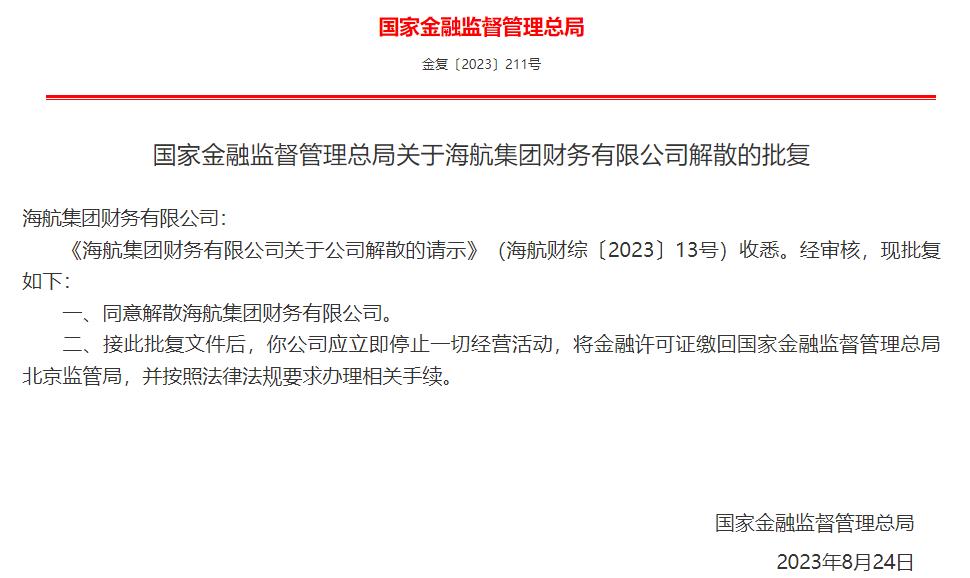 国家金融监督管理总局
金复〔2023〕211号
国家金融监督管理总局关于海航集团财务有限公司解散的批复
海航集团财务有限公司：
《海航集团财务有限公司关于公司解散的请示》（海航财综〔2023〕13号）收悉。经审核，现批复
如下：
一、同意解散海航集团财务有限公司。
二、接此批复文件后，你公司应立即停止一切经营活动，将金融许可证缴回国家金融监督管理总局
北京监管局，并按照法律法规要求办理相关手续。
国家金融监督管理总局
2023年8月24日